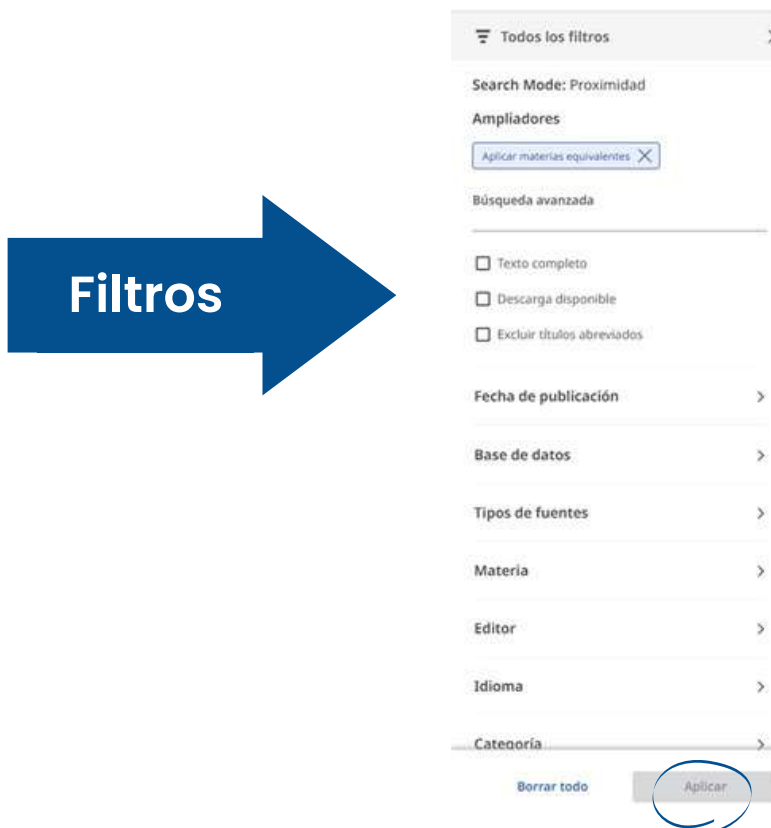 Filtros
Todos los filtros
Search Mode: Proximidad
Ampliadores
Aplicar materias equivalentes
Búsqueda avanzada
Texto completo
Descarga disponible
Excluir títulos abreviados
Fecha de publicación
Base de datos
Tipos de fuentes
Materia
Editor
Idioma
Categoría
Borrar todo
Aplicar